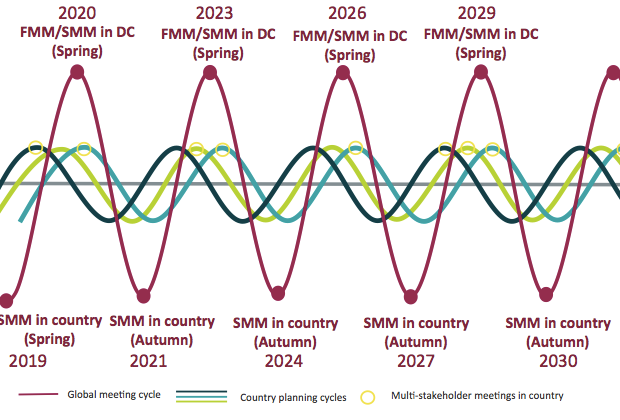 2020 2023 2026 2029
FMM/SMM in DC FMM/SMM in DC FMM/SMM in DC FMM/SMM in DC
(Spring) (Spring) (Spring) (Spring)
SMM in country SMM in country SMM in country SMM in country SMM in country
(Spring) (Autumn) (Autumn) (Autumn) (Autumn)
2019 2021 2024 2027 2030
Global meeting cycle Country planning cycles Multi-stakeholder meetings in country